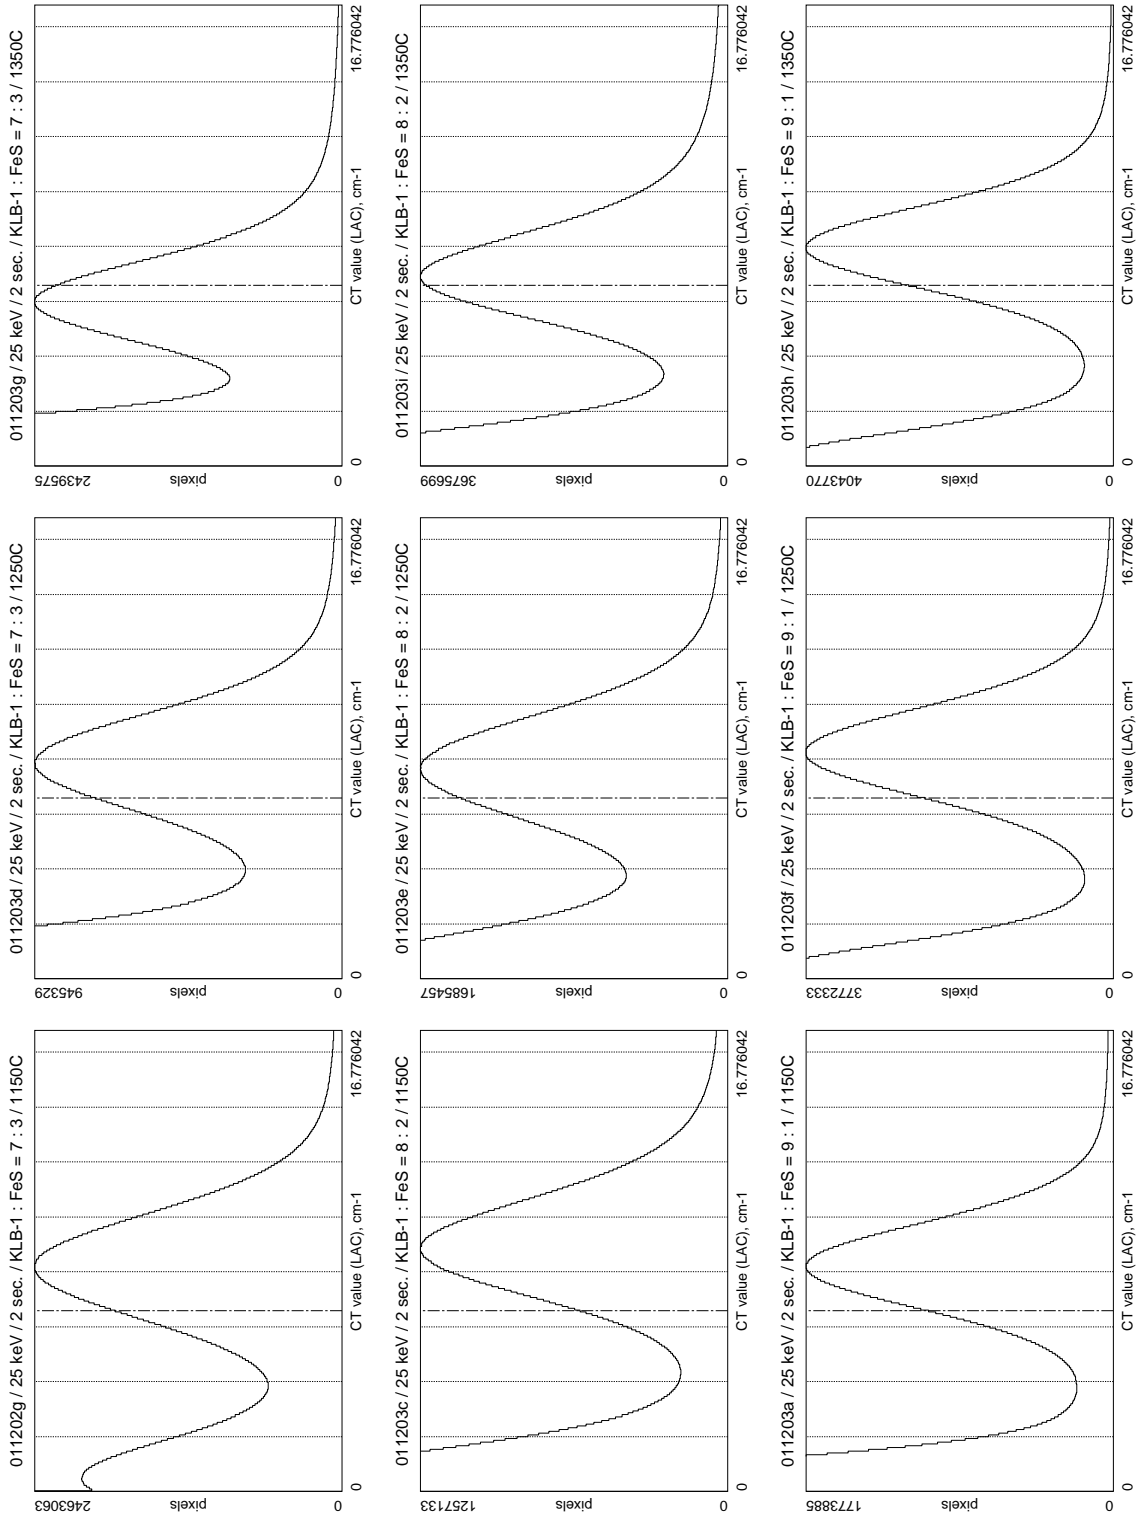 011202g / 25 keV / 2 sec. / KLB-1 : FeS = 7 : 3 / 1150C
2463063
pixels
0
0
CT value (LAC), cm-1
16.776042
011203d / 25 keV / 2 sec. / KLB-1 : FeS = 7 : 3 / 1250C
945329
pixels
0
0
CT value (LAC), cm-1
16.776042
011203g / 25 keV / 2 sec. / KLB-1 : FeS = 7 : 3 / 1350C
2439575
pixels
0
0
CT value (LAC), cm-1
16.776042
011203c / 25 keV / 2 sec. / KLB-1 : FeS = 8 : 2 / 1150C
1257133
pixels
0
0
CT value (LAC), cm-1
16.776042
011203e / 25 keV / 2 sec. / KLB-1 : FeS = 8 : 2 / 1250C
1685457
pixels
0
0
CT value (LAC), cm-1
16.776042
011203i / 25 keV / 2 sec. / KLB-1 : FeS = 8 : 2 / 1350C
3675699
pixels
0
0
CT value (LAC), cm-1
16.776042
011203a / 25 keV / 2 sec. / KLB-1 : FeS = 9 : 1 / 1150C
1773885
pixels
0
0
CT value (LAC), cm-1
16.776042
011203f / 25 keV / 2 sec. / KLB-1 : FeS = 9 : 1 / 1250C
3772333
pixels
0
0
CT value (LAC), cm-1
16.776042
011203h / 25 keV / 2 sec. / KLB-1 : FeS = 9 : 1 / 1350C
4043770
pixels
0
0
CT value (LAC), cm-1
16.776042